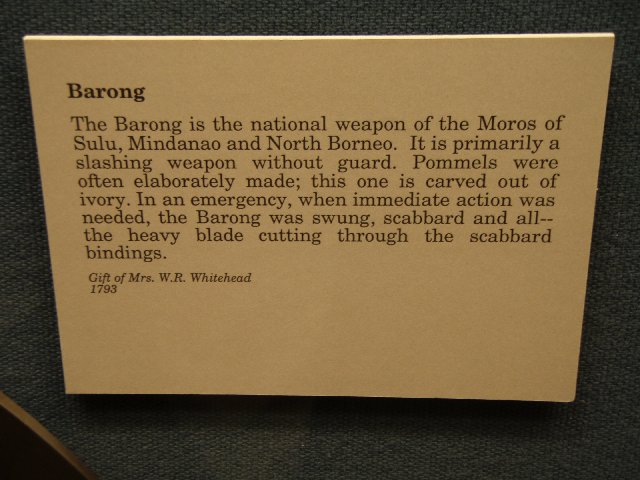 Barong
The Barong is the national weapon of the Moros of
Sulu, Mindanao and North Borneo. It is primarily a
slashing weapon without guard. Pommels were
often elaborately made; this one is carved out of
ivory. In an emergency, when immediate action was
needed, the Barong was swung, scabbard and all--
the heavy blade cutting through the scabbard
bindings.
Gift of Mrs. W.R. Whitehead
1793